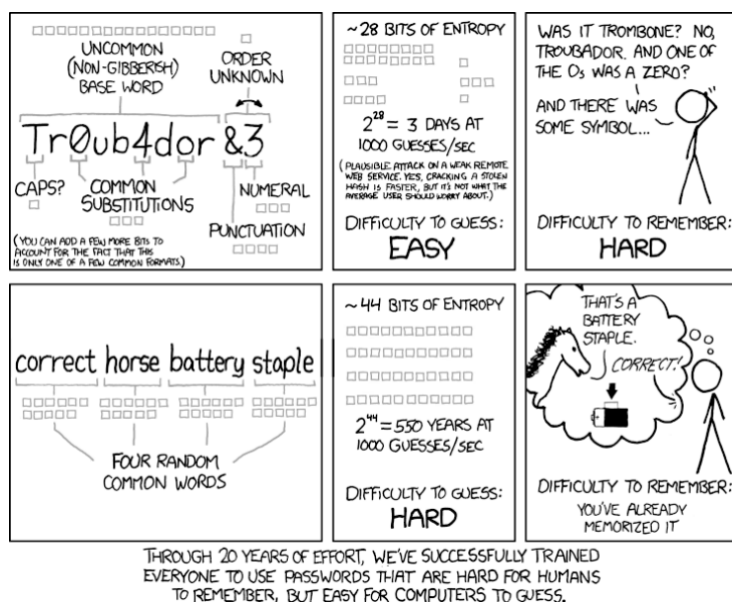 UNCOMMON
(NON-GIBBERISH)
BASE WORD
ORDER
UNKNOWN
Tr0ub4dor &3
CAPS?
COMMON
SUBSTITUTIONS
NUMERAL
PUNCTUATION
(YOU CAN ADD A FEW MORE BITS TO
ACCOUNT FOR THE FACT THAT THIS
IS ONLY ONE OF A FEW COMMON FORMATS.)
~28 BITS OF ENTROPY
2^28 = 3 DAYS AT
1000 GUESSES/SEC
(PLAUSIBLE ATTACK ON A WEAK REMOTE
WEB SERVICE. YES, CRACKING A STOLEN
HASH IS FASTER, BUT IT'S NOT WHAT THE
AVERAGE USER SHOULD WORRY ABOUT.)
DIFFICULTY TO GUESS:
EASY
WAS IT TROMBONE? NO,
TROUBADOR. AND ONE OF
THE Os WAS A ZERO?
AND THERE WAS
SOME SYMBOL...
DIFFICULTY TO REMEMBER:
HARD
correct horse battery staple
FOUR RANDOM
COMMON WORDS
~44 BITS OF ENTROPY
2^44 = 550 YEARS AT
1000 GUESSES/SEC
DIFFICULTY TO GUESS:
HARD
THAT'S A
BATTERY
STAPLE.
CORRECT!
DIFFICULTY TO REMEMBER:
YOU'VE ALREADY
MEMORIZED IT
THROUGH 20 YEARS OF EFFORT, WE'VE SUCCESSFULLY TRAINED
EVERYONE TO USE PASSWORDS THAT ARE HARD FOR HUMANS
TO REMEMBER, BUT EASY FOR COMPUTERS TO GUESS.